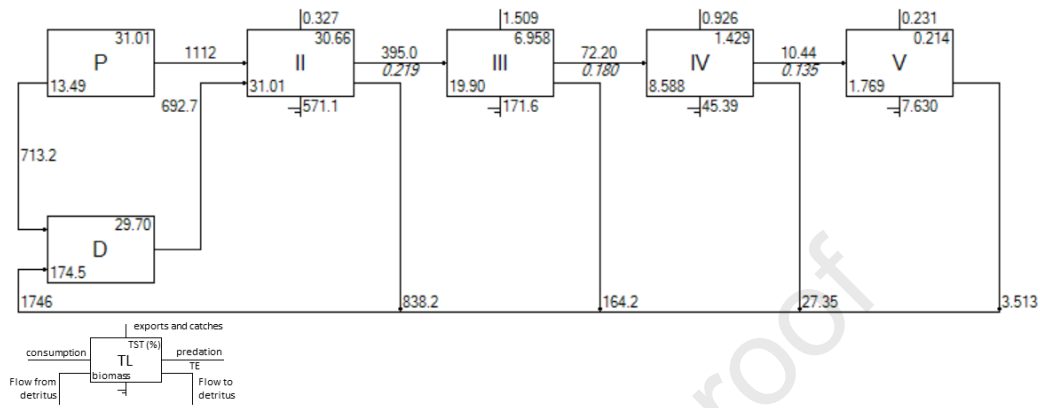 0.327
1.509
0.926
0.231
31.01
30.66
6.958
1.429
0.214
P
1112
II
395.0
III
72.20
IV
10.44
V
0.219
0.180
0.135
13.49
31.01
19.90
8.588
1.769
692.7
571.1
171.6
45.39
7.630
713.2
29.70
D
174.5
1746
838.2
164.2
27.35
3.513
exports and catches
TST (%)
consumption
predation
TL
TE
biomass
Flow from
detritus
Flow to
detritus
roof